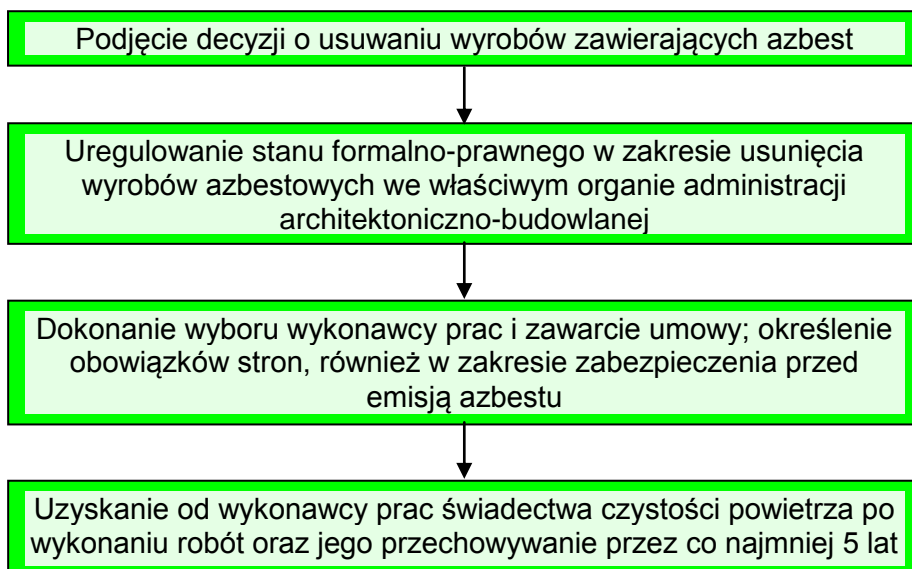 Podjęcie decyzji o usuwaniu wyrobów zawierających azbest
Uregulowanie stanu formalno-prawnego w zakresie usunięcia
wyrobów azbestowych we właściwym organie administracji
architektoniczno-budowlanej
Dokonanie wyboru wykonawcy prac i zawarcie umowy; określenie
obowiązków stron, również w zakresie zabezpieczenia przed
emisją azbestu
Uzyskanie od wykonawcy prac świadectwa czystości powietrza po
wykonaniu robót oraz jego przechowywanie przez co najmniej 5 lat